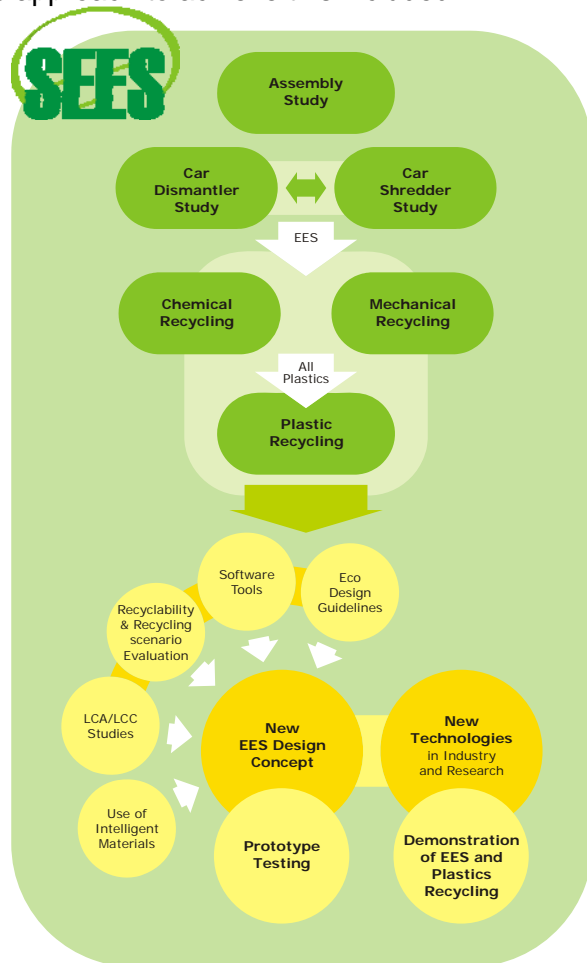 SEES
Assembly
Study
Car
Dismantler
Study
Car
Shredder
Study
EES
Chemical
Recycling
Mechanical
Recycling
All
Plastics
Plastic
Recycling
Software
Tools
Eco
Design
Guidelines
Recyclability
& Recycling
scenario
Evaluation
LCA/LCC
Studies
New
EES Design
Concept
New
Technologies
in Industry
and Research
Use of
Intelligent
Materials
Prototype
Testing
Demonstration
of EES and
Plastics
Recycling